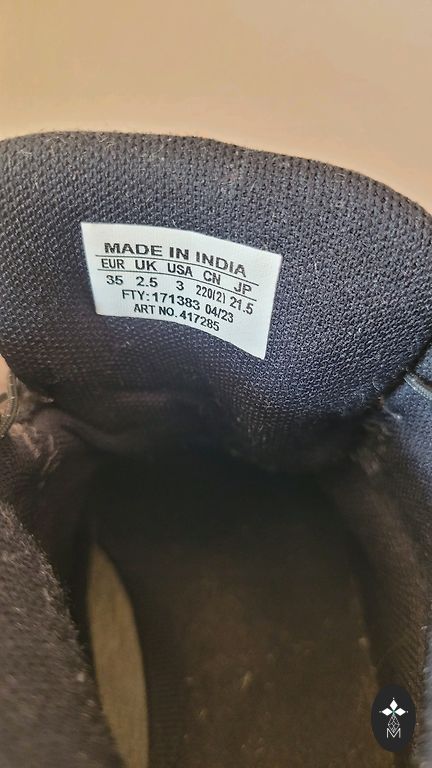 MADE IN INDIA
EUR UK USA CN JP
35 2.5 3 220(2) 21.5
FTY: 171383 04/23
ART NO. 417285
M